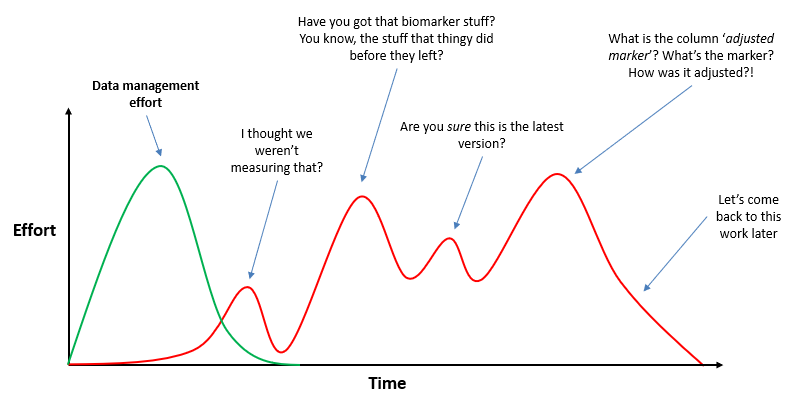 Have you got that biomarker stuff?
You know, the stuff that thingy did
before they left?
What is the column ‘adjusted
marker’? What’s the marker?
How was it adjusted?!
Data management
effort
I thought we
weren’t
measuring that?
Are you sure this is the latest
version?
Let’s come
back to this
work later
Effort
Time